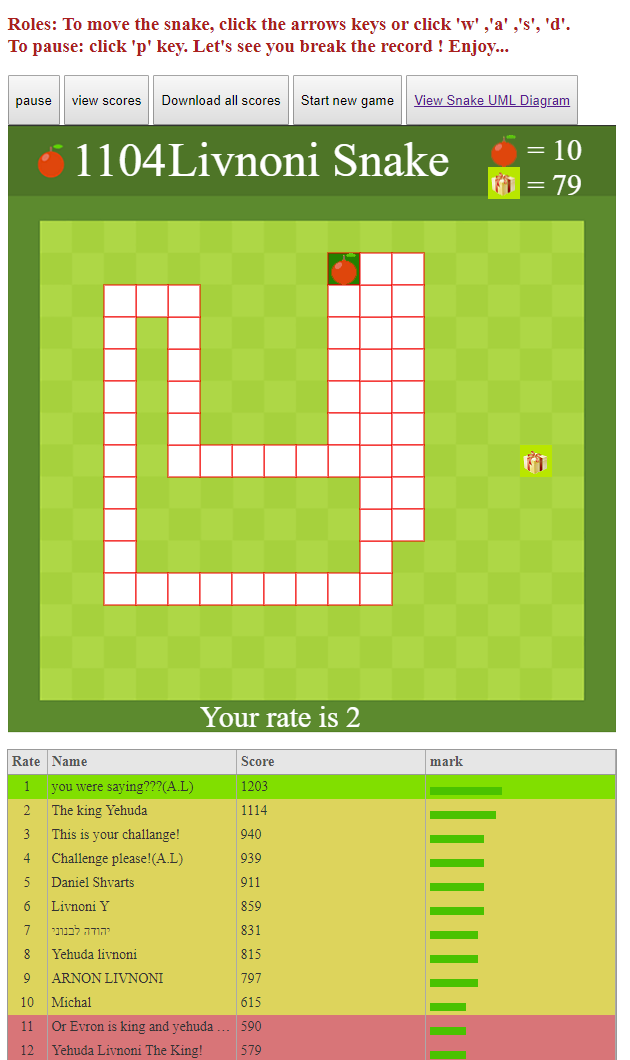 Roles: To move the snake, click the arrows keys or click 'w' ,'a' ,'s', 'd'.
To pause: click 'p' key. Let's see you break the record ! Enjoy...
pause view scores Download all scores Start new game View Snake UML Diagram
1104Livnoni Snake
= 10
= 79
Your rate is 2
Rate Name Score mark
1 you were saying???(A.L) 1203
2 The king Yehuda 1114
3 This is your challange! 940
4 Challenge please!(A.L) 939
5 Daniel Shvarts 911
6 Livnoni Y 859
7 יהודה לבנוני 831
8 Yehuda livnoni 815
9 ARNON LIVNONI 797
10 Michal 615
11 Or Evron is king and yehuda … 590
12 Yehuda Livnoni The King! 579